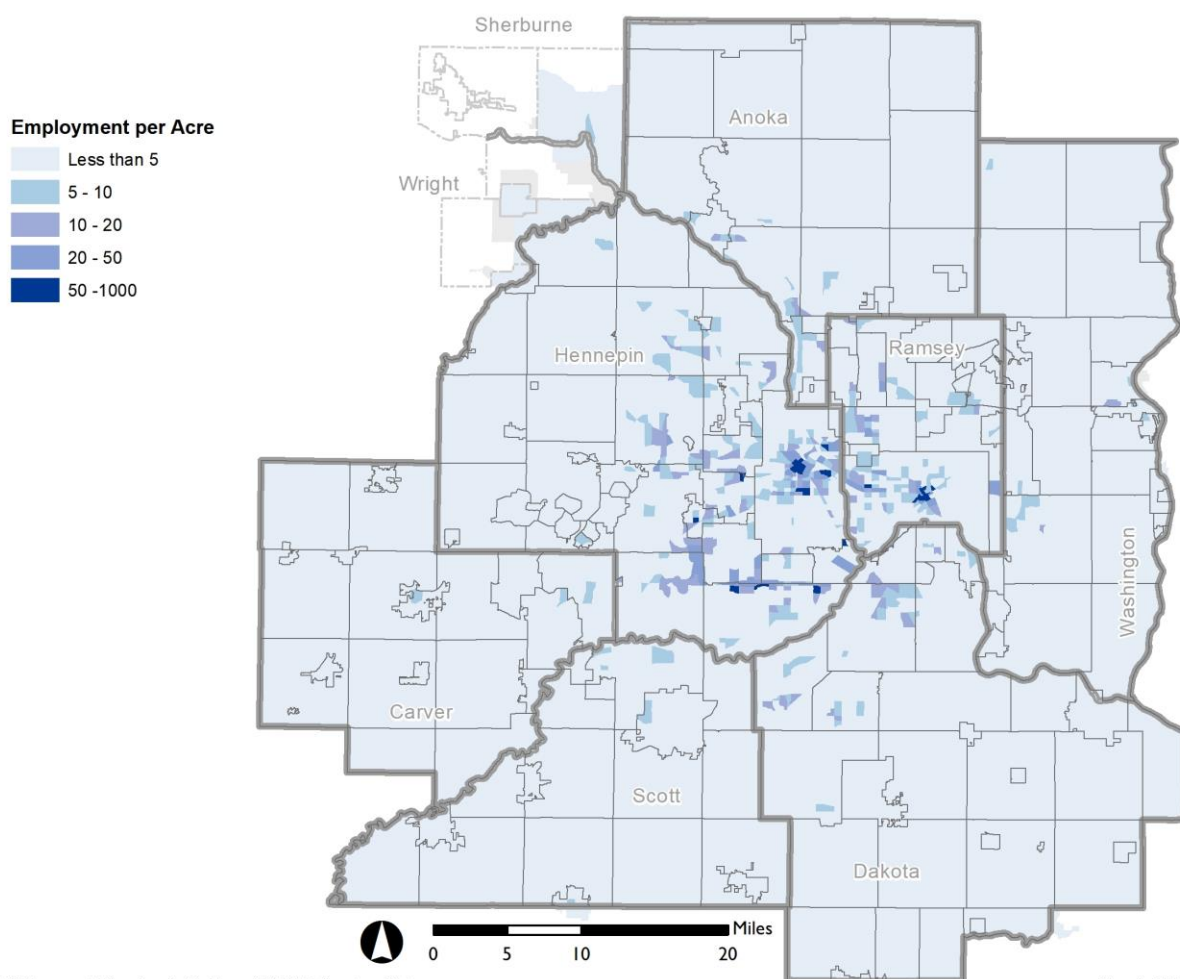 Sherburne
Employment per Acre
Less than 5
5 - 10
10 - 20
20 - 50
50 -1000
Anoka
Wright
Hennepin
Ramsey
Washington
Carver
Scott
Dakota
Miles
0 5 10 20